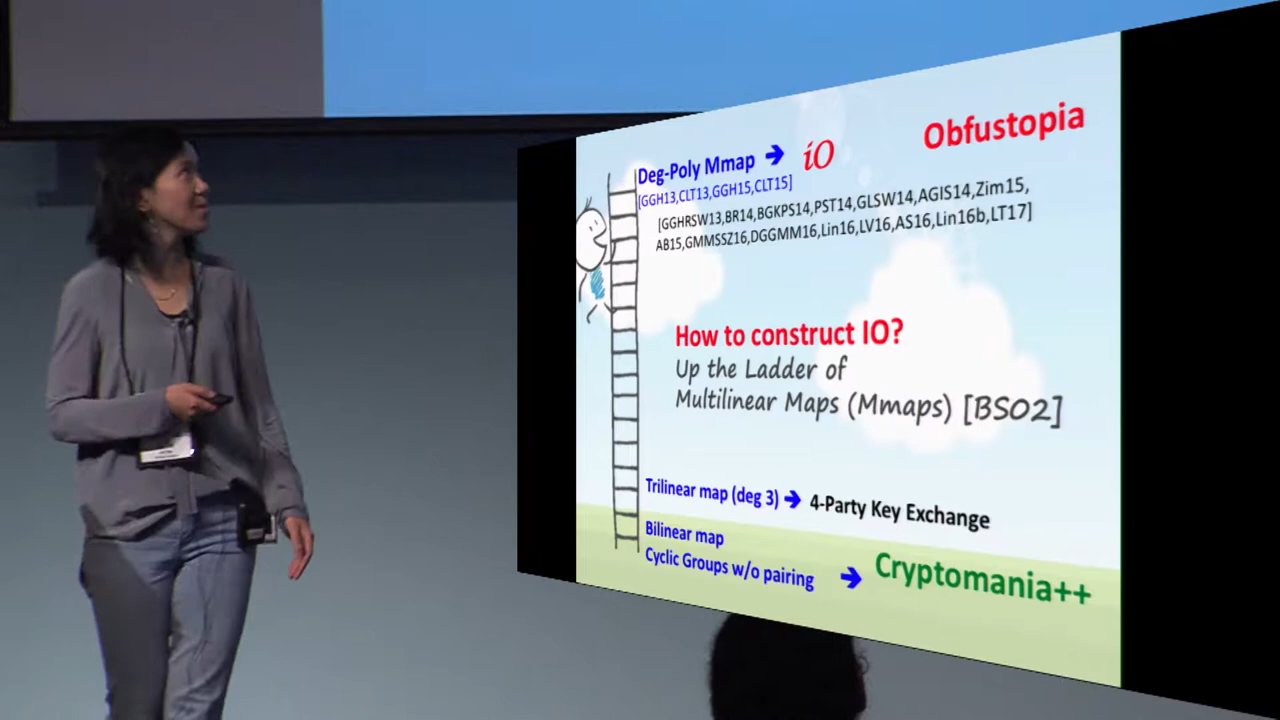 Obfustopia
Deg-Poly Mmap ➔ iO
[GGH13,CLT13,GGH15,CLT15]
[GGHRSW13,BR14,BGKPS14,PST14,GLSW14,AGIS14,Zim15,
AB15,GMMSSZ16,DGGMM16,Lin16,LV16,AS16,Lin16b,LT17]
How to construct IO?
Up the Ladder of
Multilinear Maps (Mmaps) [BS02]
Trilinear map (deg 3) ➔ 4-Party Key Exchange
Bilinear map
Cyclic Groups w/o pairing ➔ Cryptomania++